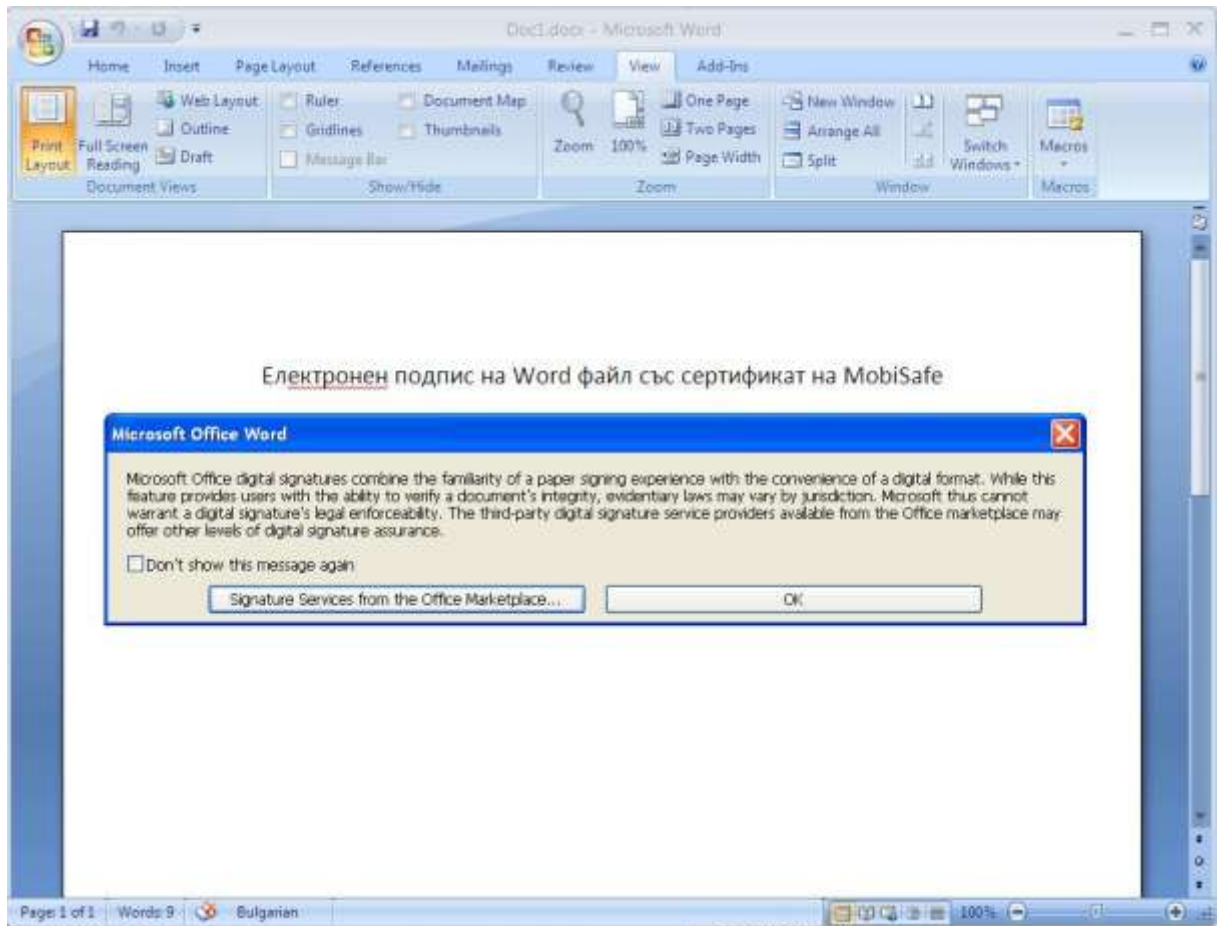 Doc1.docx - Microsoft Word
Home Insert Page Layout References Mailings Review View Add-Ins
Print Layout
Full Screen Reading
Web Layout
Outline
Draft
Document Views
Ruler
Gridlines
Message Bar
Document Map
Thumbnails
Show/Hide
Zoom
100%
One Page
Two Pages
Page Width
Zoom
New Window
Arrange All
Split
Switch Windows
Window
Macros
Macros
Електронен подпис на Word файл със сертификат на MobiSafe
Microsoft Office Word
Microsoft Office digital signatures combine the familiarity of a paper signing experience with the convenience of a digital format. While this
feature provides users with the ability to verify a document's integrity, evidentiary laws may vary by jurisdiction. Microsoft thus cannot
warrant a digital signature's legal enforceability. The third-party digital signature service providers available from the Office marketplace may
offer other levels of digital signature assurance.
Don't show this message again
Signature Services from the Office Marketplace... OK
Page: 1 of 1 Words: 9 Bulgarian 100%